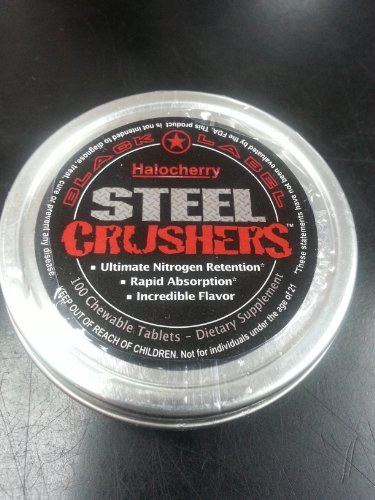 BLACK ★ LABEL
Halocherry
STEEL
CRUSHERS™
▪ Ultimate Nitrogen Retention°
▪ Rapid Absorption°
▪ Incredible Flavor°
100 Chewable Tablets - Dietary Supplement
KEEP OUT OF REACH OF CHILDREN. Not for individuals under the age of 21
°These statements have not been evaluated by the FDA. This product is not intended to diagnose, treat, cure or prevent any disease.